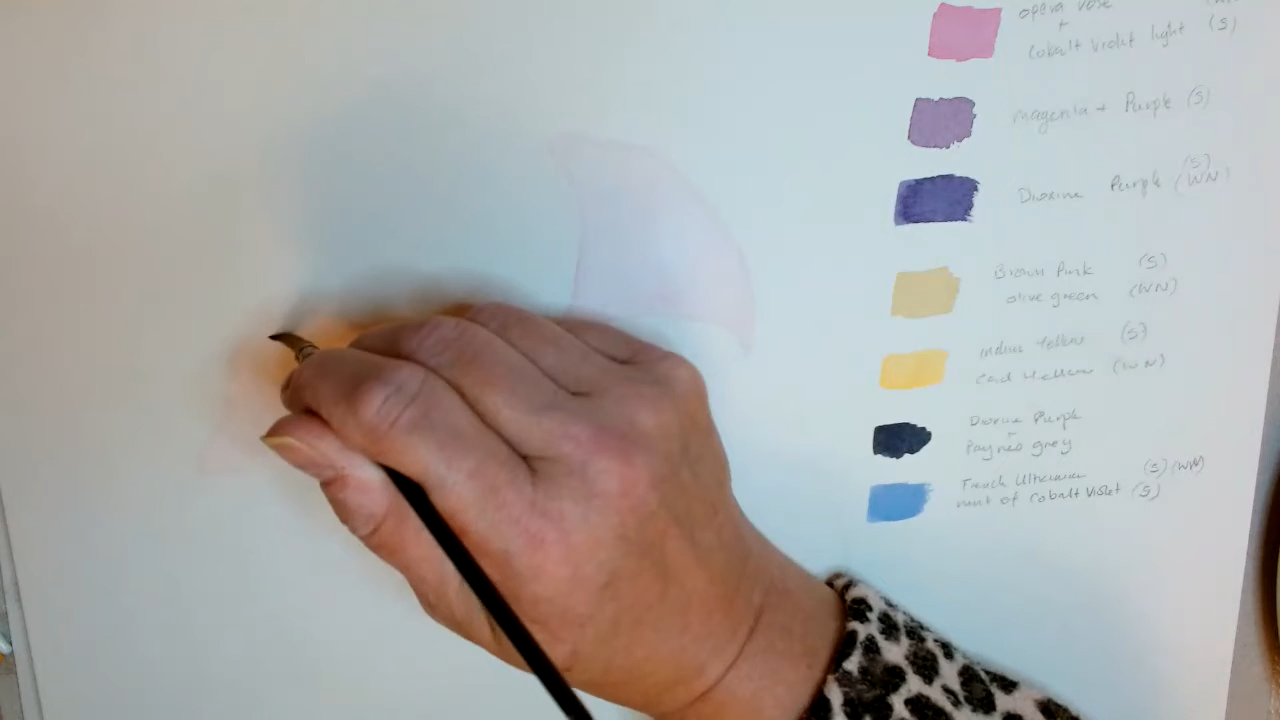 opera rose
+
Cobalt Violet light (S)
Magenta + Purple (S)
(S)
Dioxine Purple (WN)
Brown Pink (S)
olive green (WN)
Indian Yellow (S)
Cad Yellow (WN)
Dioxine Purple
+
Paynes grey
French Ultramarine (S) (WN)
hint of Cobalt Violet (S)